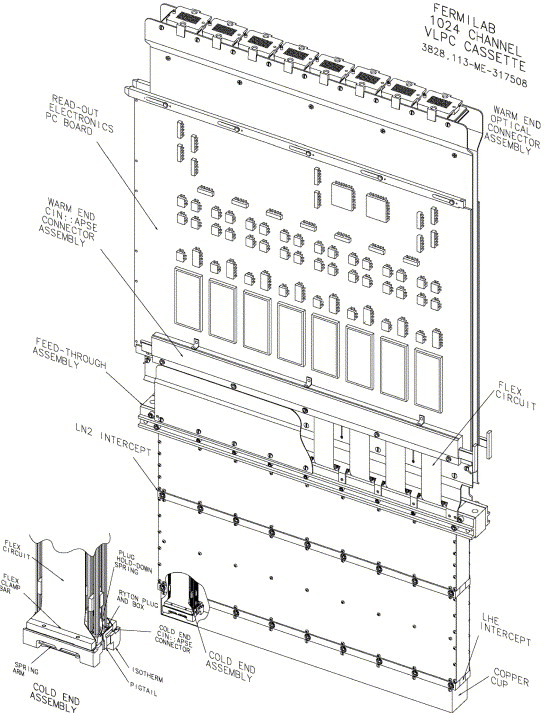 FERMILAB
1024 CHANNEL
VLPC CASSETTE
3828.113-ME-317508
WARM END
OPTICAL
CONNECTOR
ASSEMBLY
READ-OUT
ELECTRONICS
PC BOARD
WARM END
CIN::APSE
CONNECTOR
ASSEMBLY
FEED-THROUGH
ASSEMBLY
FLEX
CIRCUIT
LN2 INTERCEPT
FLEX
CIRCUIT
PLUG
HOLD-DOWN
SPRING
FLEX
CLAMP
BAR
RYTON PLUG
AND BOX
COLD END
CIN::APSE
CONNECTOR
SPRING
ARM
ISOTHERM
PIGTAIL
COLD END
ASSEMBLY
COLD END
ASSEMBLY
LHE
INTERCEPT
COPPER
CUP